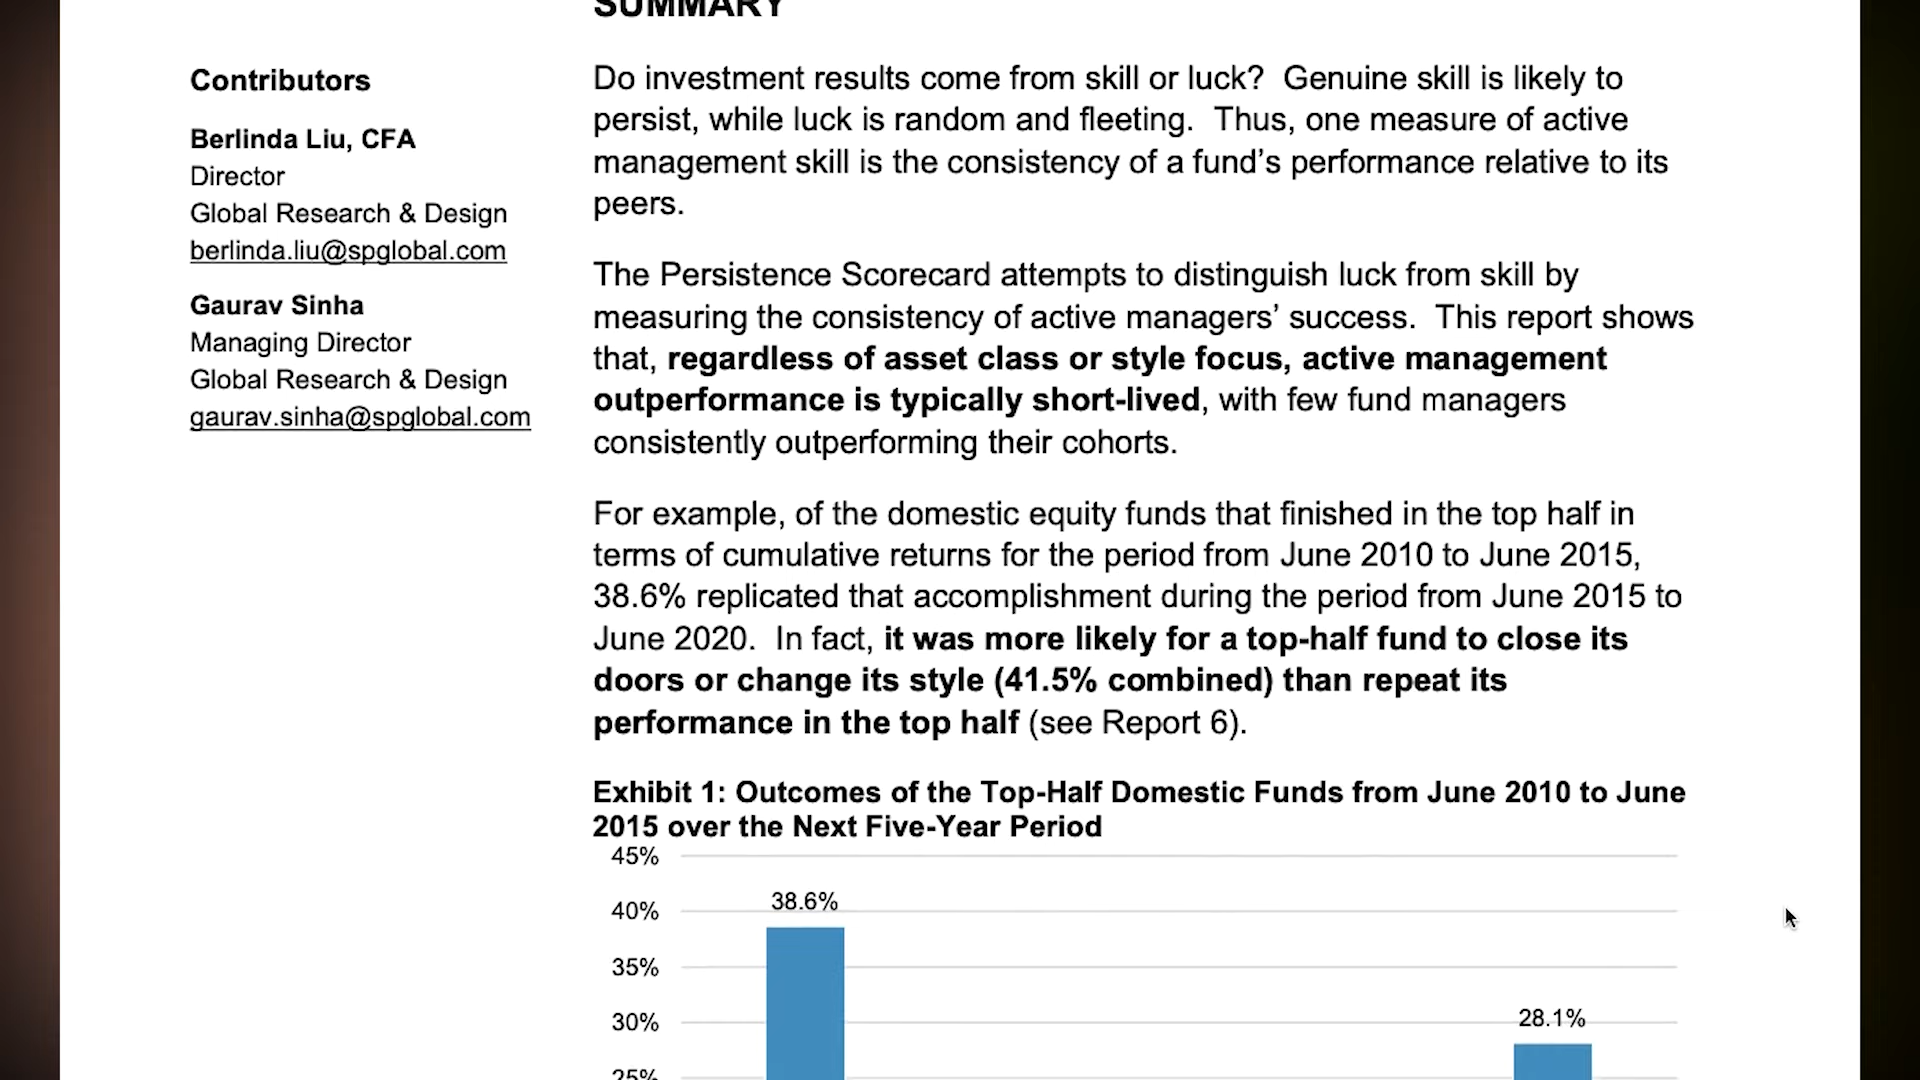 SUMMARY
Contributors
Berlinda Liu, CFA
Director
Global Research & Design
berlinda.liu@spglobal.com
Gaurav Sinha
Managing Director
Global Research & Design
gaurav.sinha@spglobal.com
Do investment results come from skill or luck?  Genuine skill is likely to
persist, while luck is random and fleeting.  Thus, one measure of active
management skill is the consistency of a fund’s performance relative to its
peers.
The Persistence Scorecard attempts to distinguish luck from skill by
measuring the consistency of active managers’ success.  This report shows
that, regardless of asset class or style focus, active management
outperformance is typically short-lived, with few fund managers
consistently outperforming their cohorts.
For example, of the domestic equity funds that finished in the top half in
terms of cumulative returns for the period from June 2010 to June 2015,
38.6% replicated that accomplishment during the period from June 2015 to
June 2020.  In fact, it was more likely for a top-half fund to close its
doors or change its style (41.5% combined) than repeat its
performance in the top half (see Report 6).
Exhibit 1: Outcomes of the Top-Half Domestic Funds from June 2010 to June
2015 over the Next Five-Year Period
45%
40%
35%
30%
25%
38.6%
28.1%